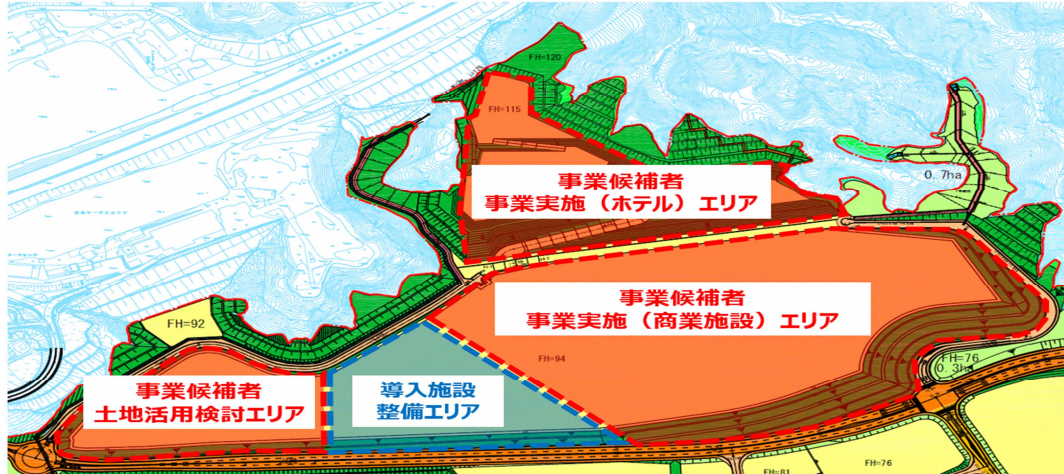 FH=120
FH=115
0.7ha
事業候補者
事業実施（ホテル）エリア
事業候補者
事業実施（商業施設）エリア
FH=92
FH=94
FH=76
0.3ha
事業候補者
土地活用検討エリア
導入施設
整備エリア
FH=81
FH=76